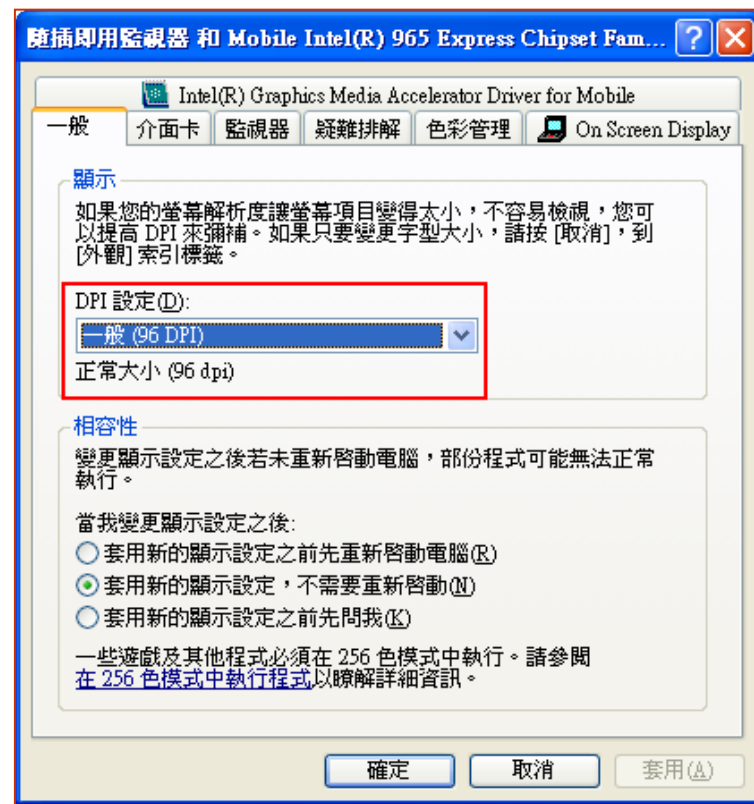 隨插即用監視器 和 Mobile Intel(R) 965 Express Chipset Fam...
Intel(R) Graphics Media Accelerator Driver for Mobile
一般 介面卡 監視器 疑難排解 色彩管理 On Screen Display
顯示
如果您的螢幕解析度讓螢幕項目變得太小，不容易檢視，您可
以提高 DPI 來彌補。如果只要變更字型大小，請按 [取消]，到
[外觀] 索引標籤。
DPI 設定(D):
一般 (96 DPI)
正常大小 (96 dpi)
相容性
變更顯示設定之後若未重新啓動電腦，部份程式可能無法正常
執行。
當我變更顯示設定之後:
套用新的顯示設定之前先重新啓動電腦(R)
套用新的顯示設定，不需要重新啓動(N)
套用新的顯示設定之前先問我(K)
一些遊戲及其他程式必須在 256 色模式中執行。請參閱
在 256 色模式中執行程式以瞭解詳細資訊。
確定 取消 套用(A)